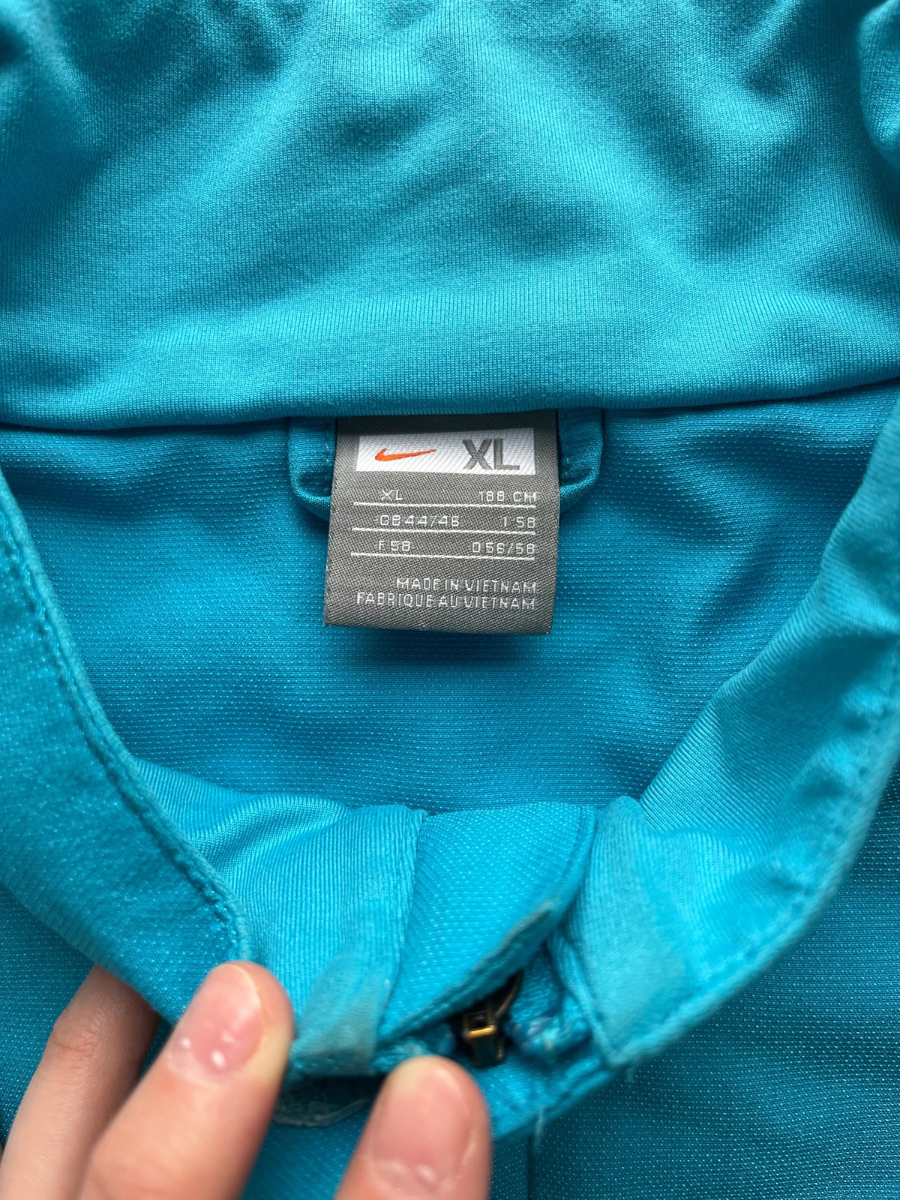 XL
XL 188 CM
GB 44/46 I 58
F 58 D 56/58
MADE IN VIETNAM
FABRIQUE AU VIETNAM